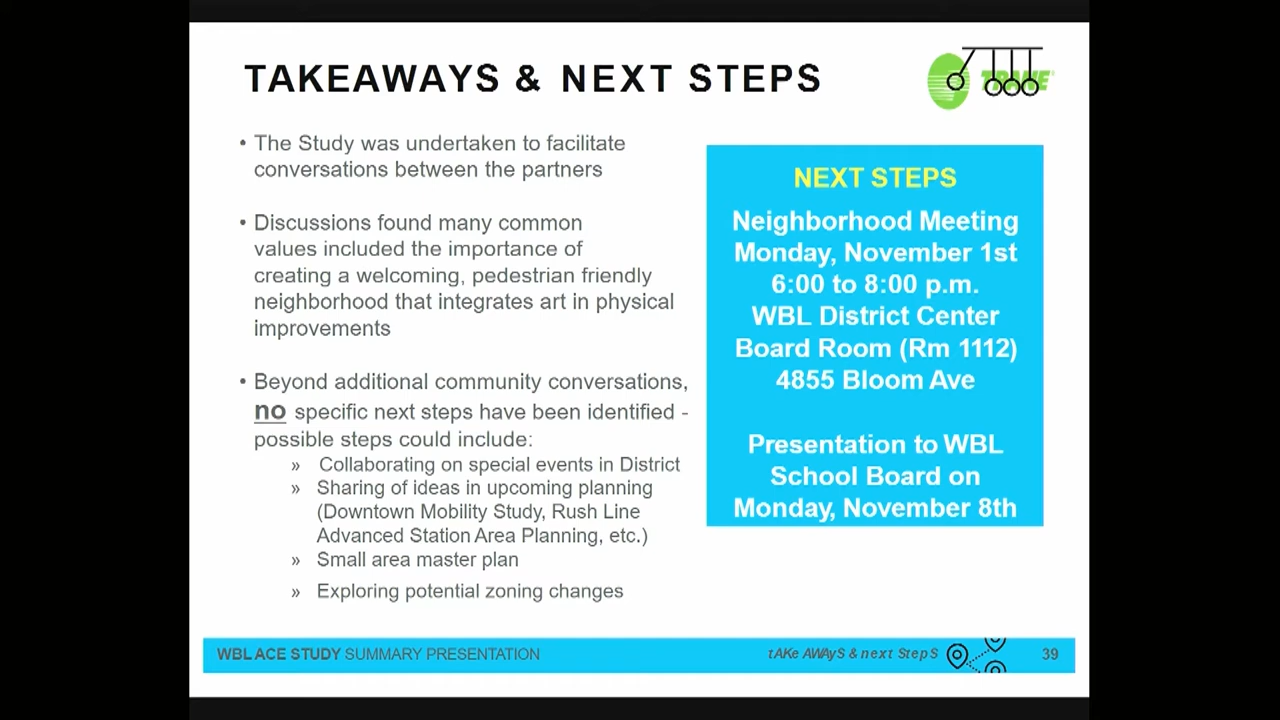 TAKEAWAYS & NEXT STEPS
• The Study was undertaken to facilitate
conversations between the partners
• Discussions found many common
values included the importance of
creating a welcoming, pedestrian friendly
neighborhood that integrates art in physical
improvements
• Beyond additional community conversations,
no specific next steps have been identified -
possible steps could include:
» Collaborating on special events in District
» Sharing of ideas in upcoming planning
(Downtown Mobility Study, Rush Line
Advanced Station Area Planning, etc.)
» Small area master plan
» Exploring potential zoning changes
NEXT STEPS
Neighborhood Meeting
Monday, November 1st
6:00 to 8:00 p.m.
WBL District Center
Board Room (Rm 1112)
4855 Bloom Ave
Presentation to WBL
School Board on
Monday, November 8th
WBL ACE STUDY SUMMARY PRESENTATION
tAKe AWAyS & next StepS
39